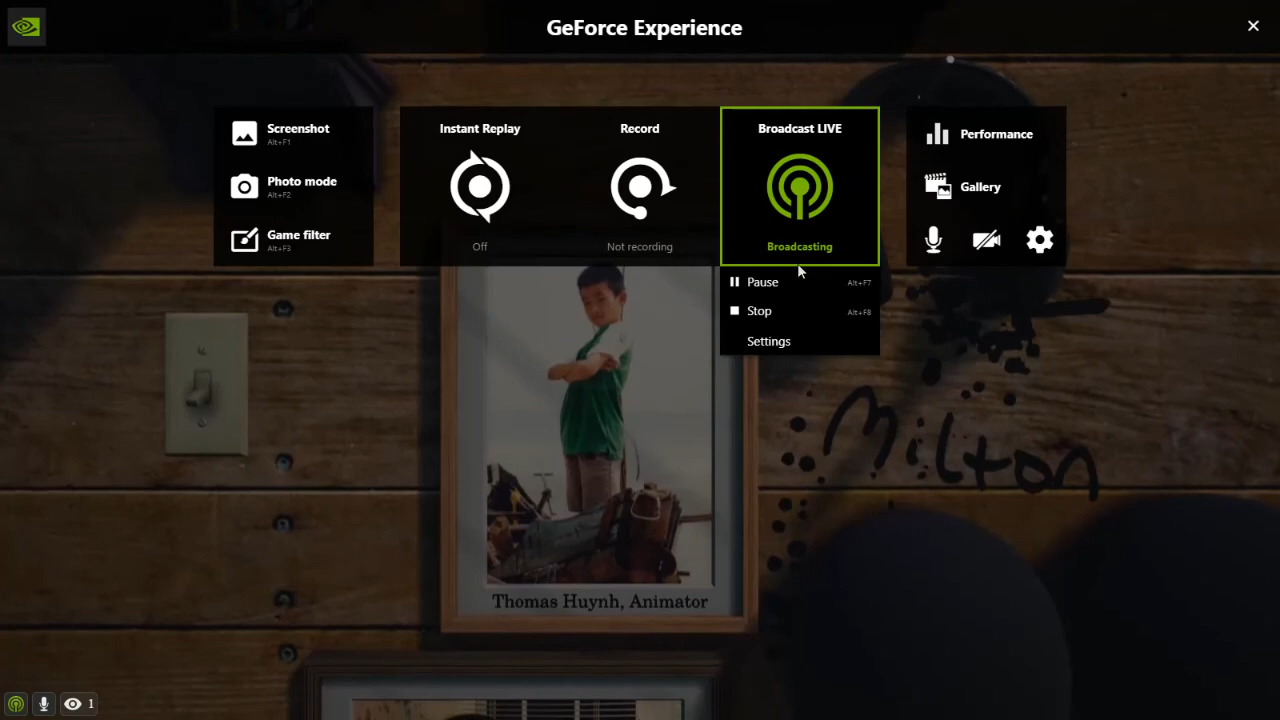 GeForce Experience
Screenshot
Alt+F1
Photo mode
Alt+F2
Game filter
Alt+F3
Instant Replay
Off
Record
Not recording
Broadcast LIVE
Broadcasting
Pause Alt+F7
Stop Alt+F8
Settings
Performance
Gallery
Milton
Thomas Huynh, Animator
1